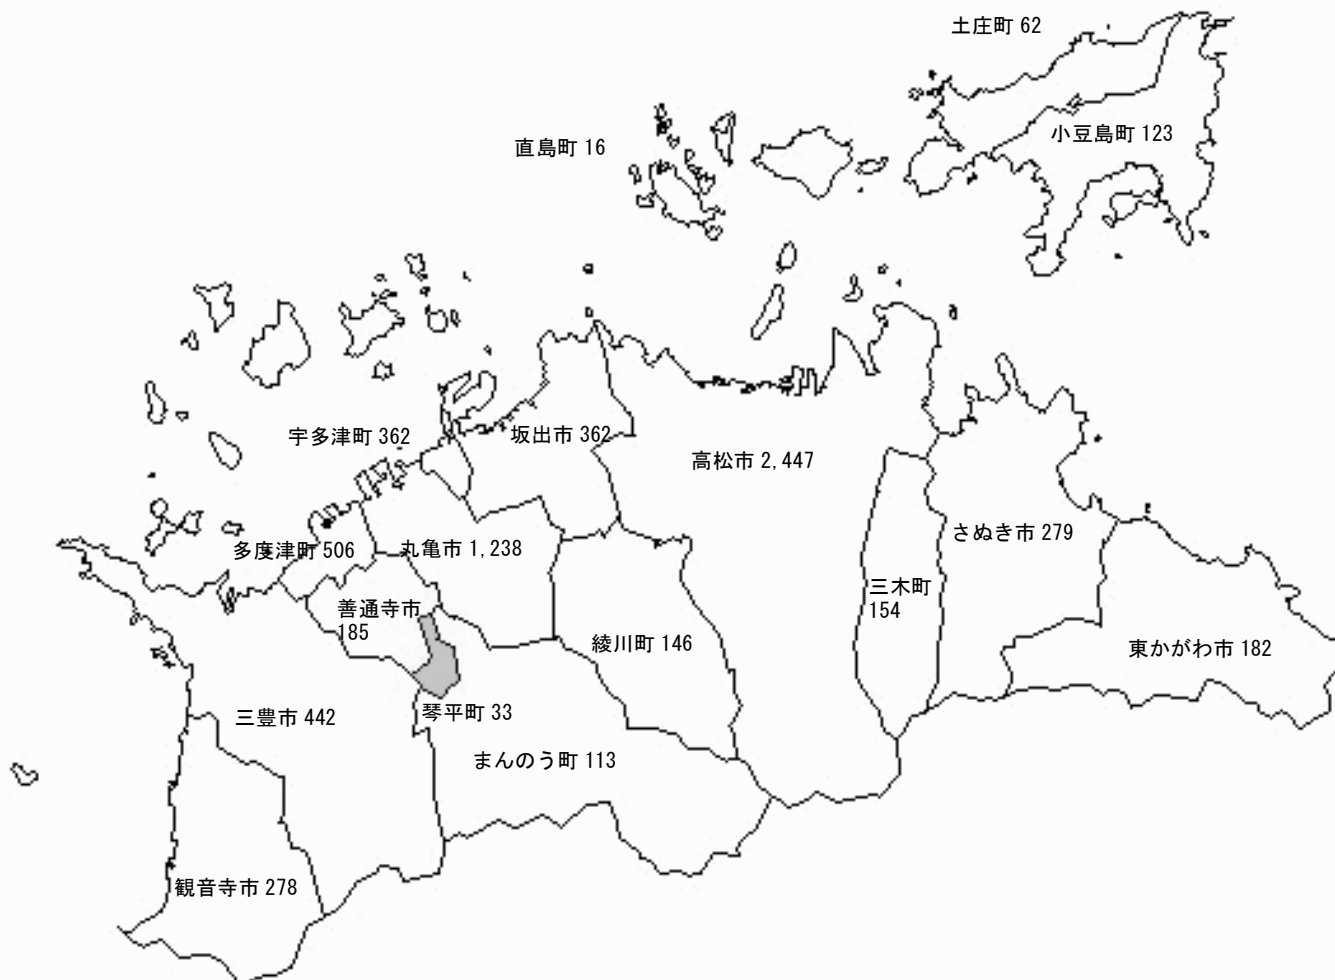 土庄町 62
小豆島町 123
直島町 16
宇多津町 362
坂出市 362
高松市 2,447
多度津町 506
丸亀市 1,238
さぬき市 279
三木町
154
善通寺市
185
綾川町 146
東かがわ市 182
琴平町 33
三豊市 442
まんのう町 113
観音寺市 278